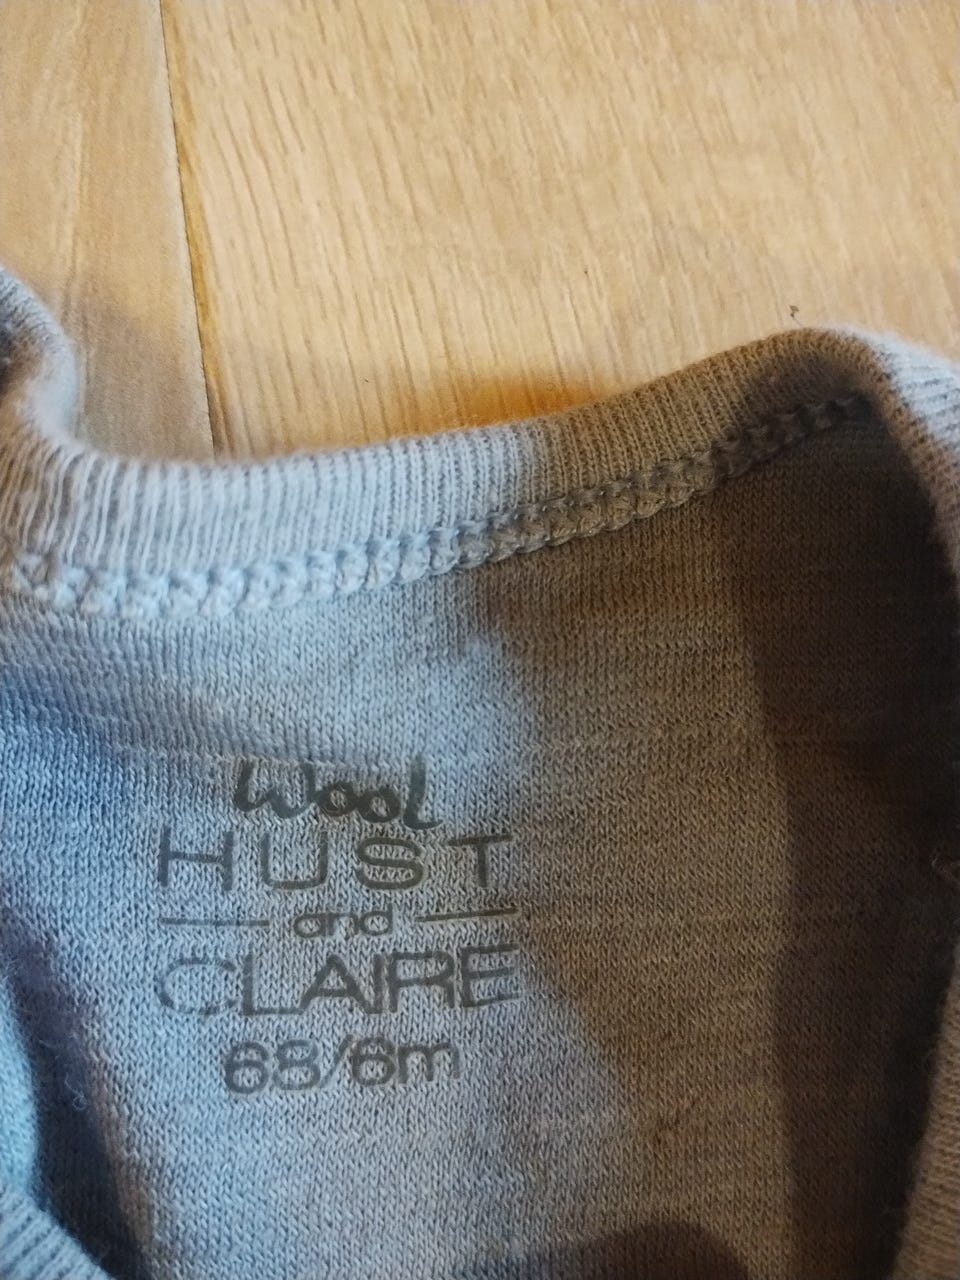 Wool
HUST
and
CLAIRE
68/6m